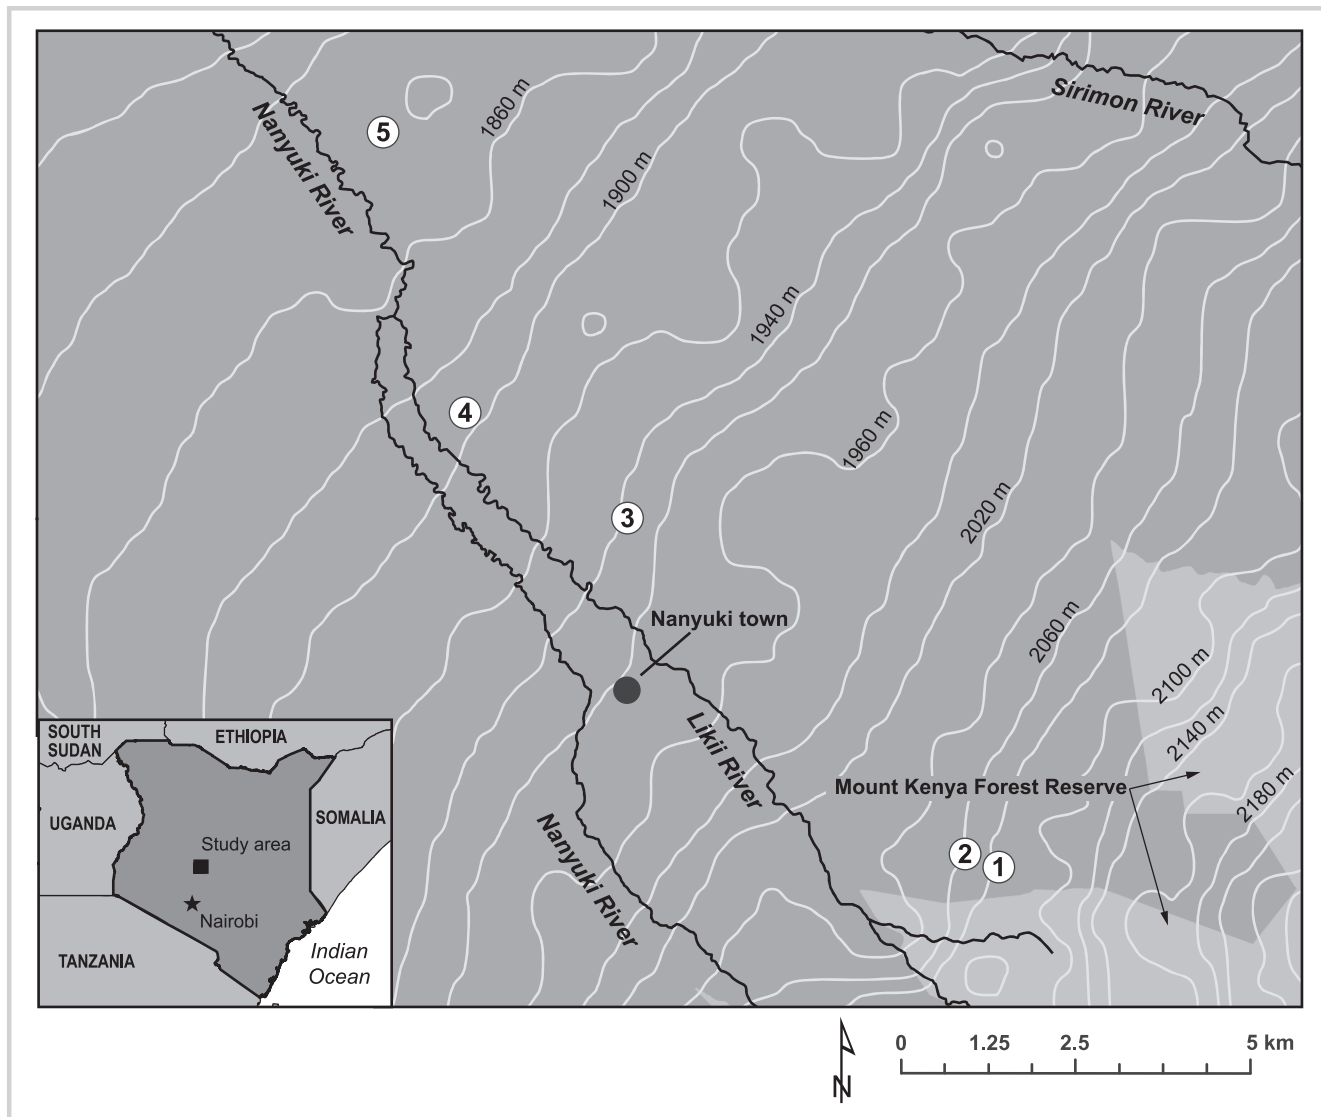 Sirimon River
1860 m
5
Nanyuki River
1900 m
1940 m
4
1960 m
3
2020 m
Nanyuki town
2060 m
2100 m
Likii River
2140 m
Mount Kenya Forest Reserve
2180 m
Nanyuki River
2
1
SOUTH
SUDAN
ETHIOPIA
UGANDA
SOMALIA
Study area
Nairobi
TANZANIA
Indian
Ocean
N
0 1.25 2.5 5 km